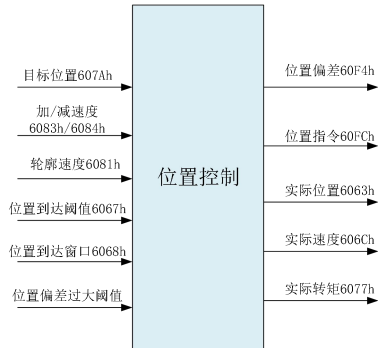 目标位置607Ah
加/减速度
6083h/6084h
轮廓速度6081h
位置到达阈值6067h
位置到达窗口6068h
位置偏差过大阈值
位置控制
位置偏差60F4h
位置指令60FCh
实际位置6063h
实际速度606Ch
实际转矩6077h